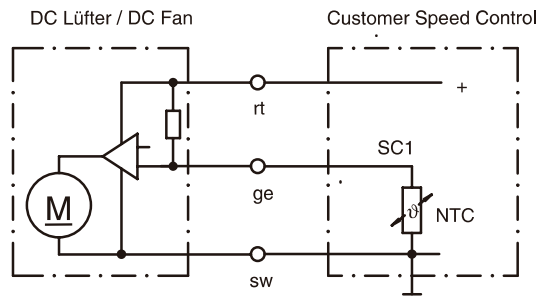 DC Lüfter / DC Fan
Customer Speed Control
rt
+
SC1
ge
M
ϑ
NTC
sw